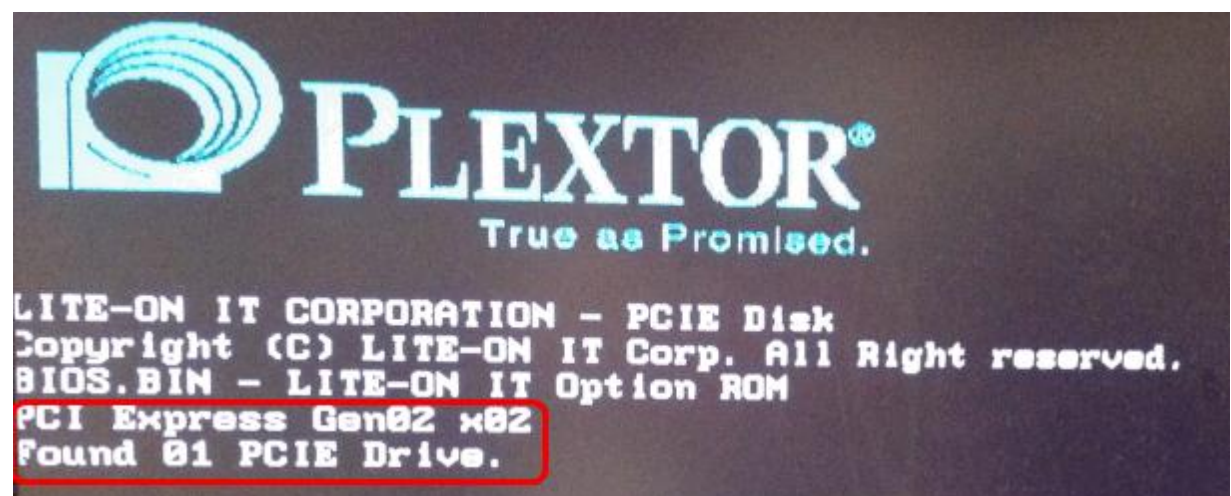 PLEXTOR®
True as Promised.
LITE-ON IT CORPORATION - PCIE Disk
Copyright (C) LITE-ON IT Corp. All Right reserved.
BIOS.BIN - LITE-ON IT Option ROM
PCI Express Gen02 x02
Found 01 PCIE Drive.